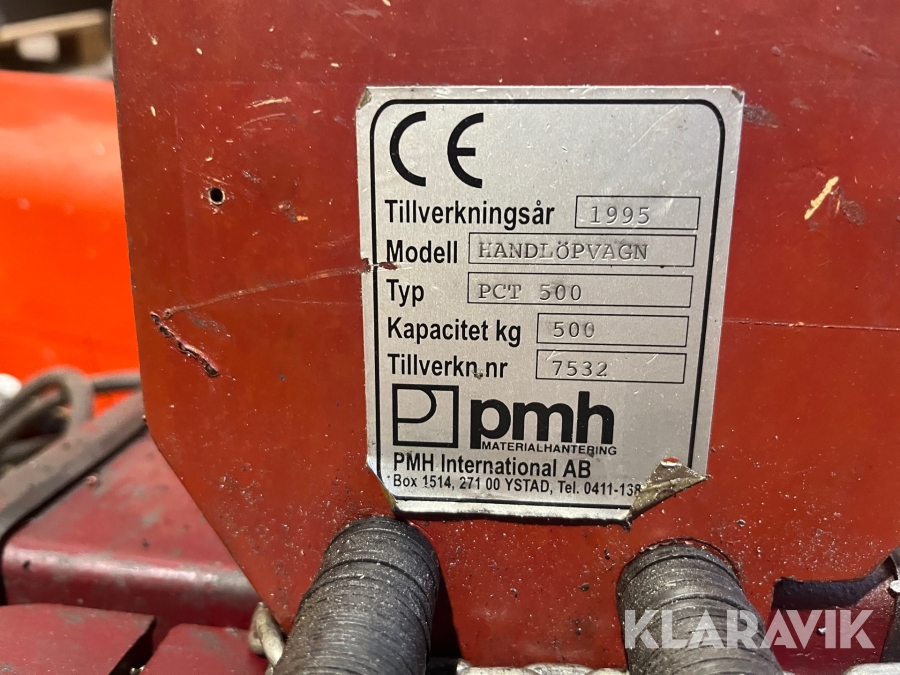 CE
Tillverkningsår 1995
Modell HANDLÖPVAGN
Typ PCT 500
Kapacitet kg 500
Tillverkn.nr 7532
pmh
MATERIALHANTERING
PMH International AB
Box 1514, 271 00 YSTAD, Tel. 0411-138
KLARAVIK